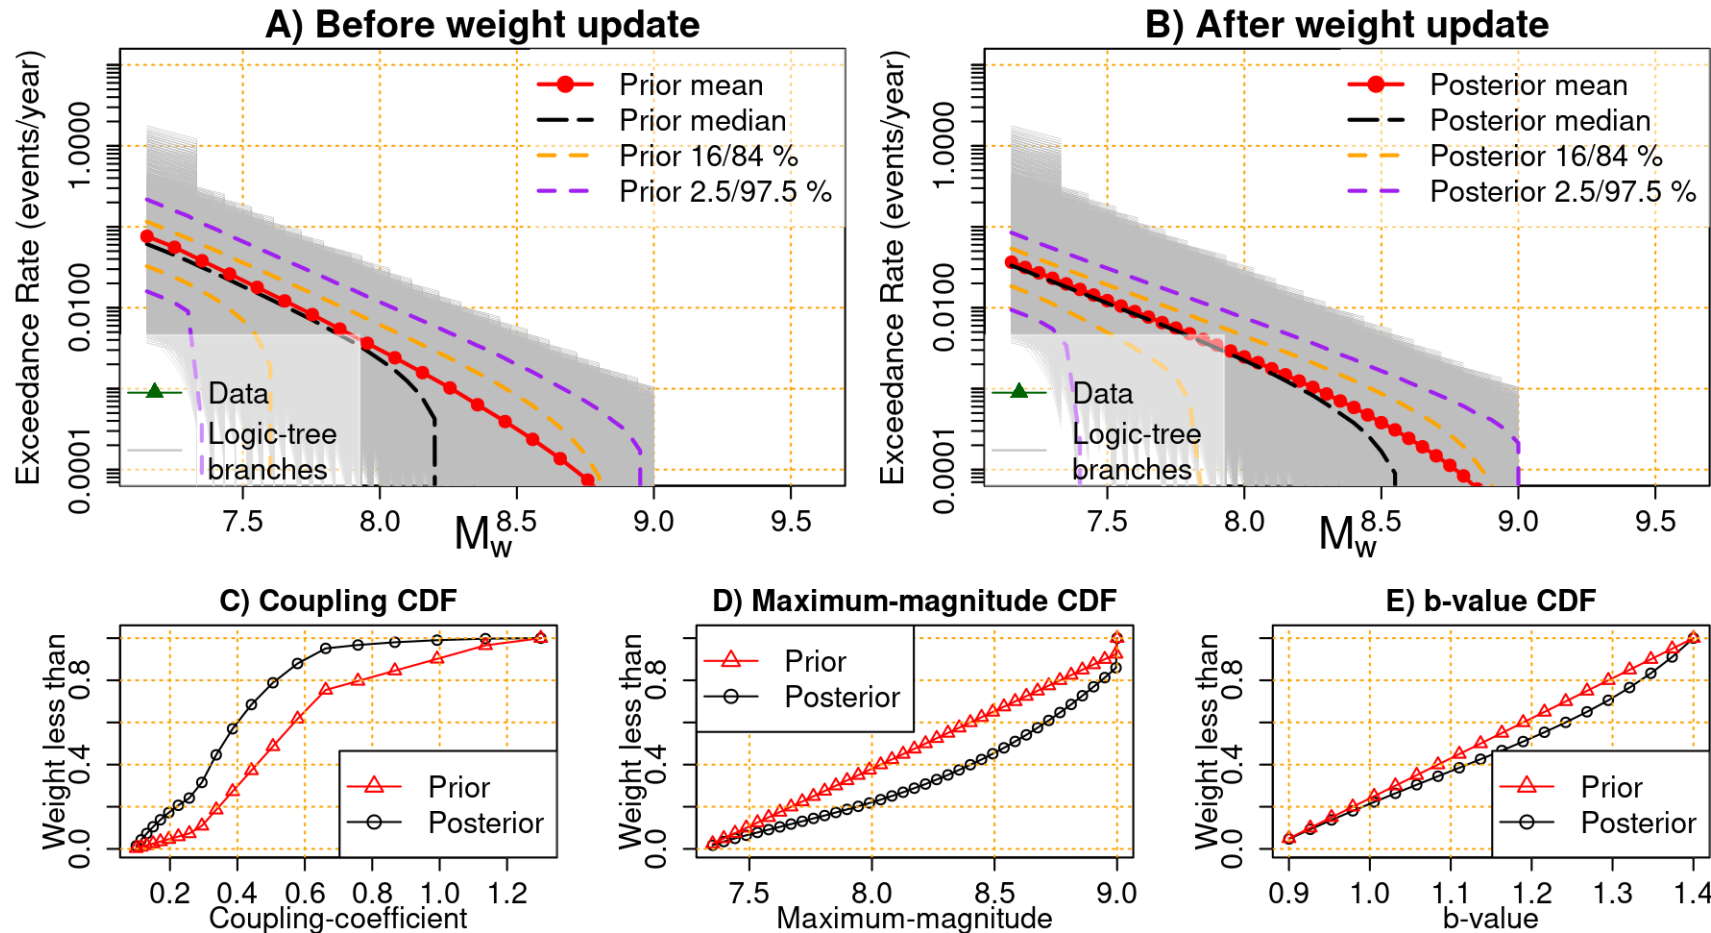 A) Before weight update
Exceedance Rate (events/year)
1.0000
0.0100
0.0001
Prior mean
Prior median
Prior 16/84 %
Prior 2.5/97.5 %
Data
Logic-tree
branches
7.5 8.0 8.5 9.0 9.5
Mw
B) After weight update
Exceedance Rate (events/year)
1.0000
0.0100
0.0001
Posterior mean
Posterior median
Posterior 16/84 %
Posterior 2.5/97.5 %
Data
Logic-tree
branches
7.5 8.0 8.5 9.0 9.5
Mw
C) Coupling CDF
Weight less than
0.8
0.4
0.0
Prior
Posterior
0.2 0.4 0.6 0.8 1.0 1.2
Coupling-coefficient
D) Maximum-magnitude CDF
Weight less than
0.8
0.4
0.0
Prior
Posterior
7.5 8.0 8.5 9.0
Maximum-magnitude
E) b-value CDF
Weight less than
0.8
0.4
0.0
Prior
Posterior
0.9 1.0 1.1 1.2 1.3 1.4
b-value